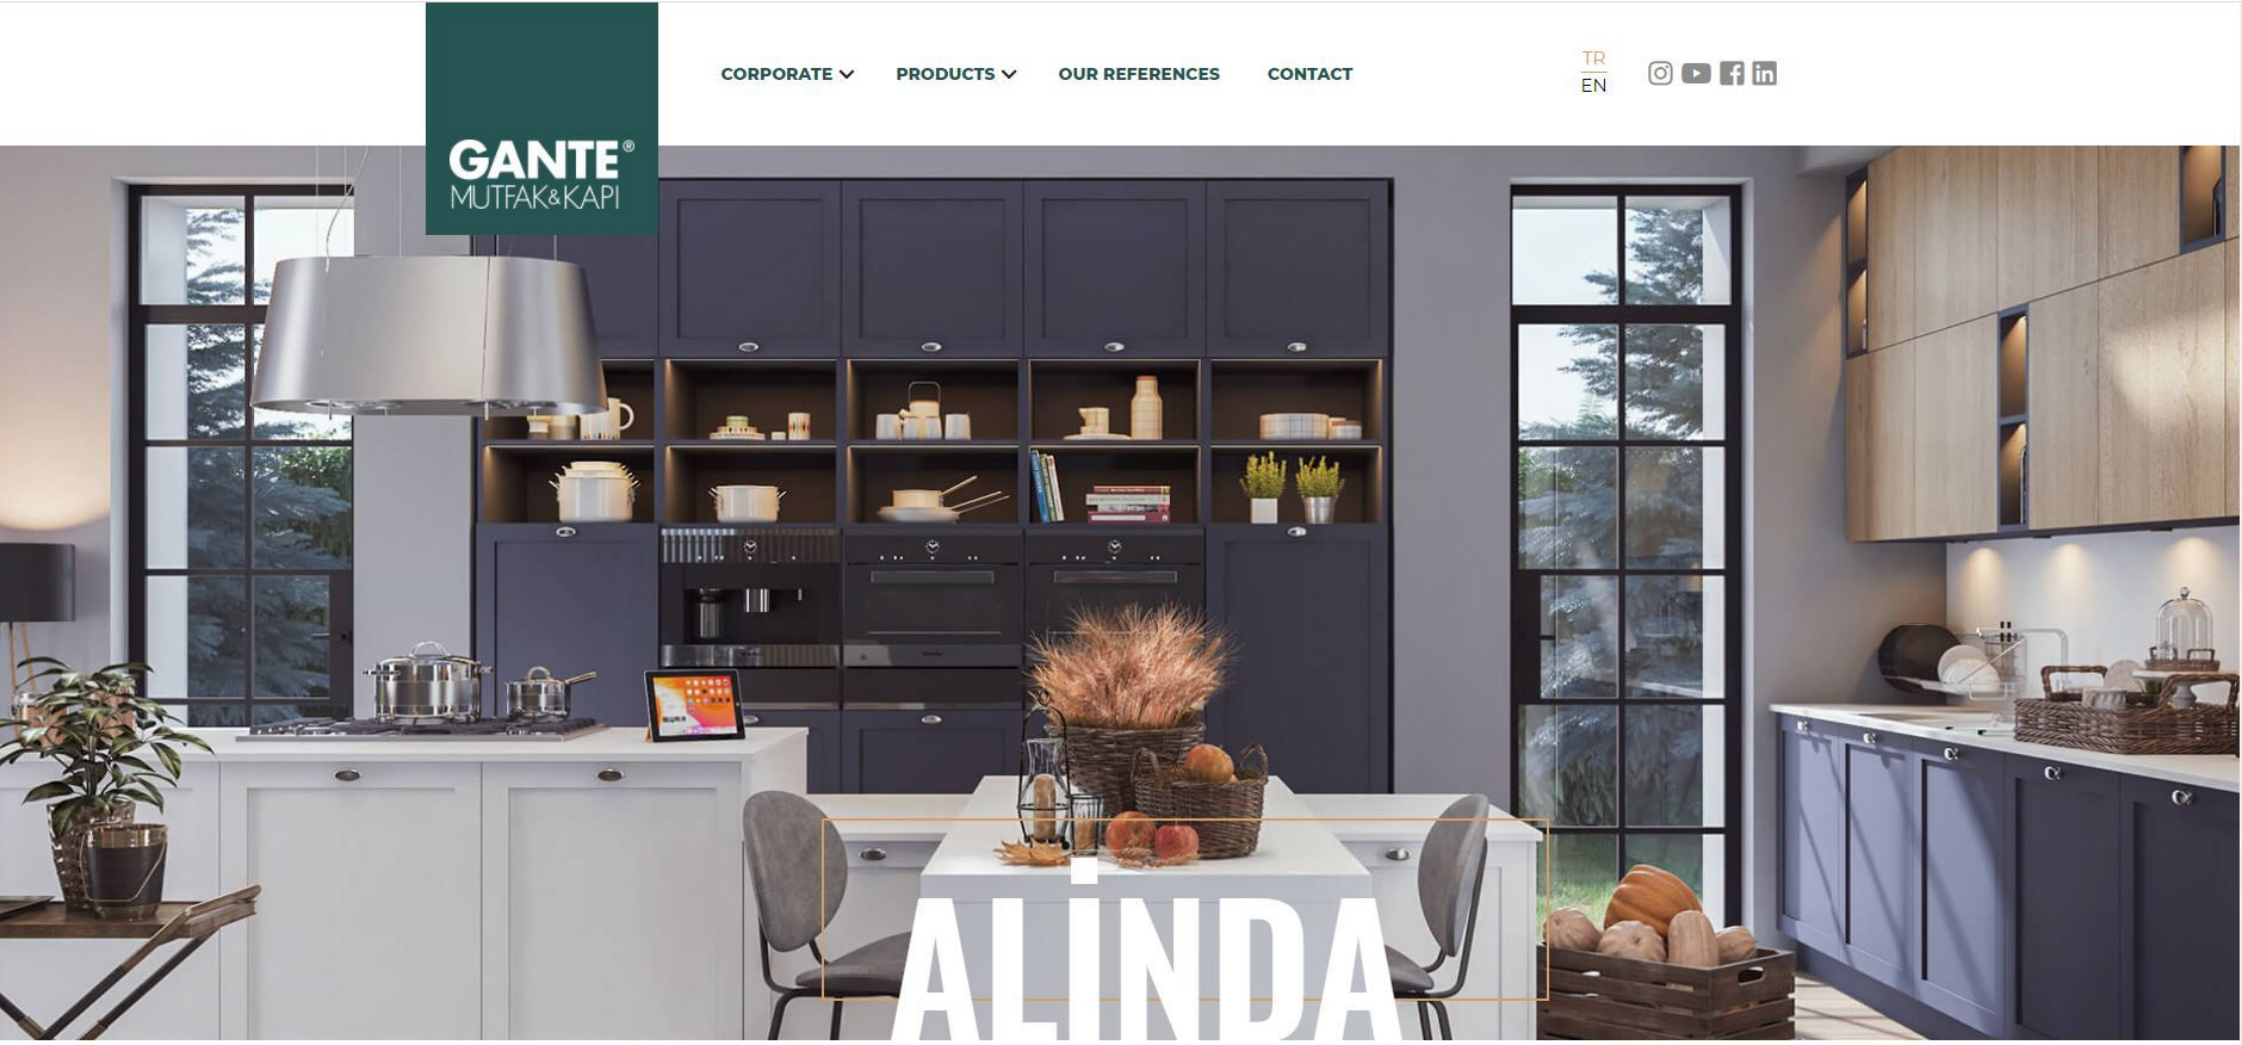 CORPORATE
PRODUCTS
OUR REFERENCES
CONTACT
TR
EN
GANTE®
MUTFAK&KAPI
ALİNDA